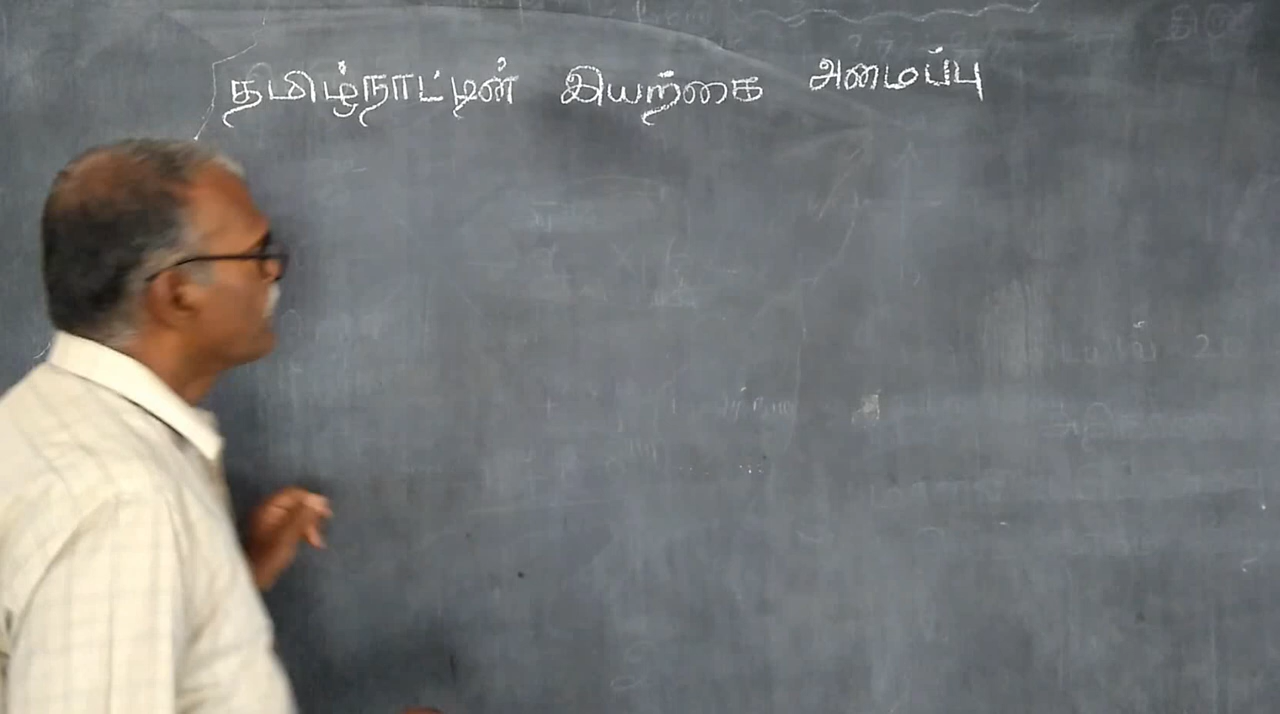 தமிழ்நாட்டின் இயற்கை அமைப்பு